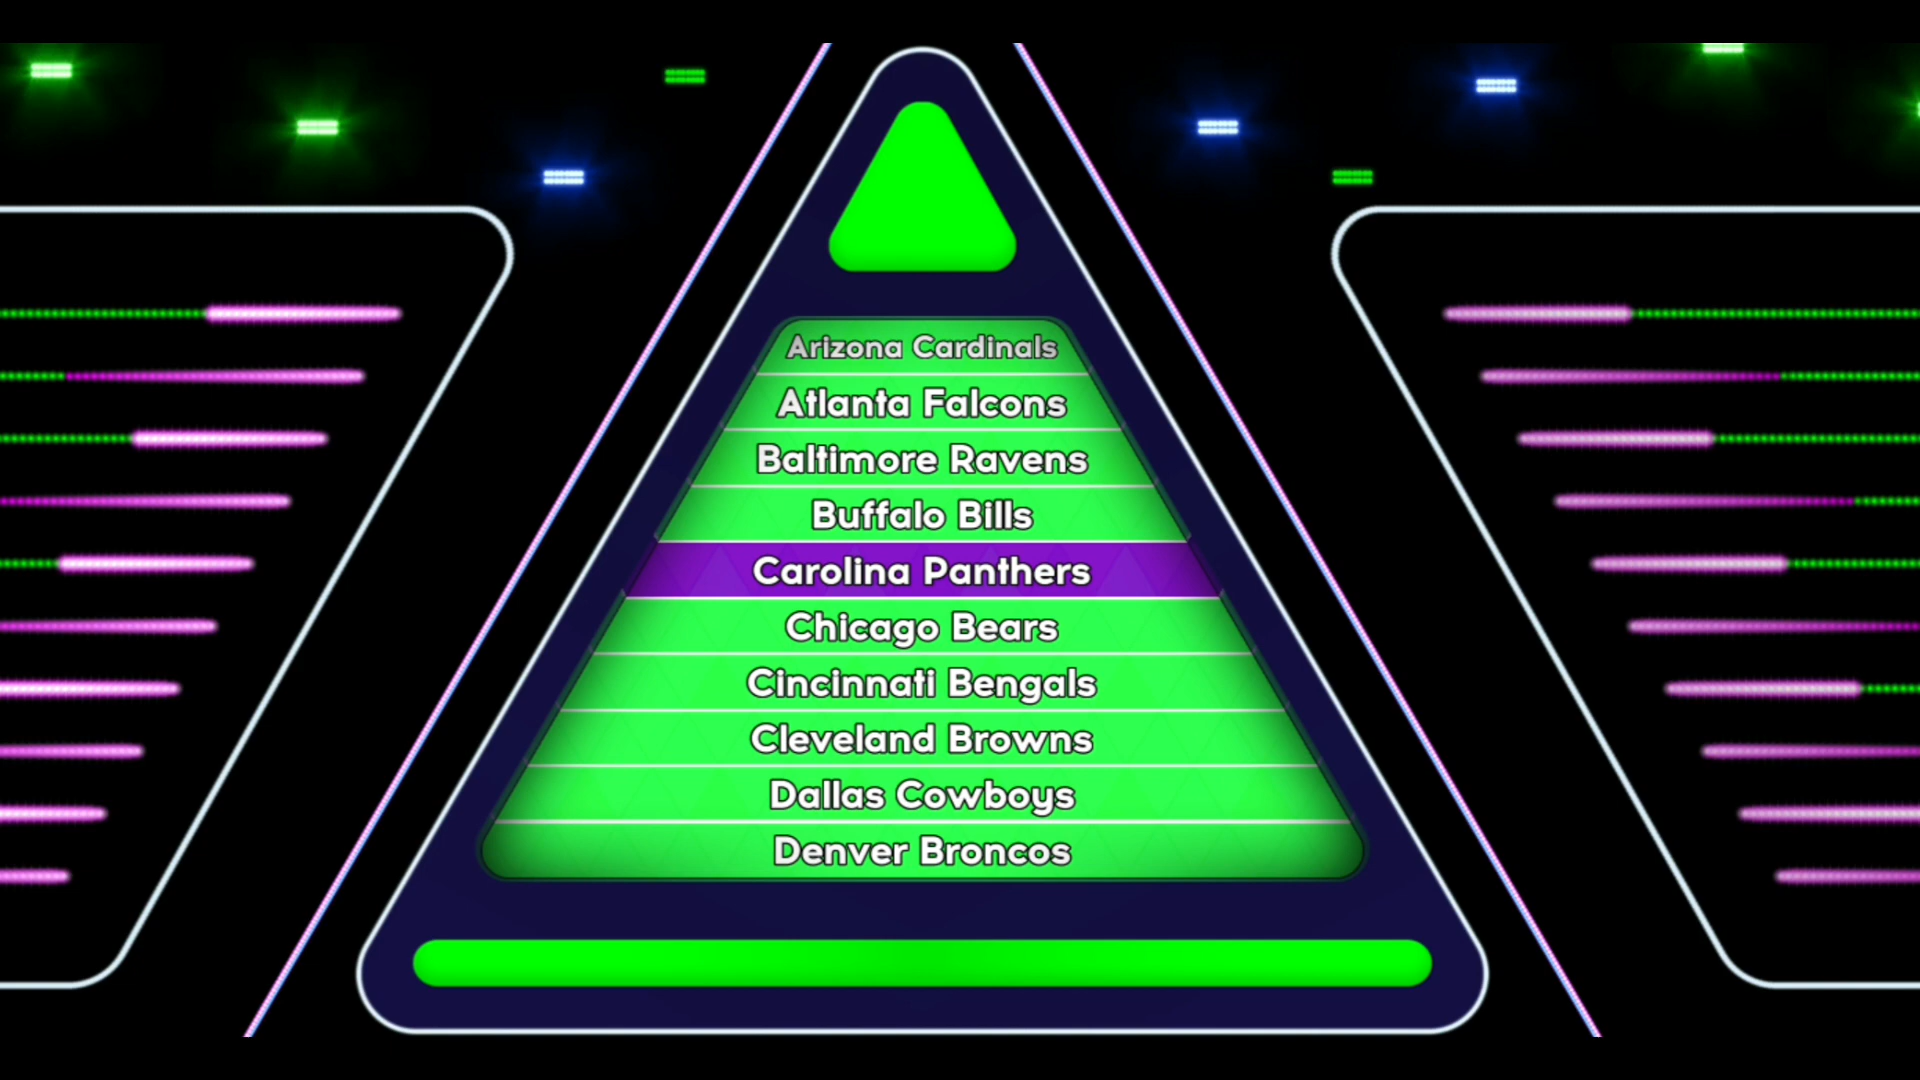 Arizona Cardinals
Atlanta Falcons
Baltimore Ravens
Buffalo Bills
Carolina Panthers
Chicago Bears
Cincinnati Bengals
Cleveland Browns
Dallas Cowboys
Denver Broncos